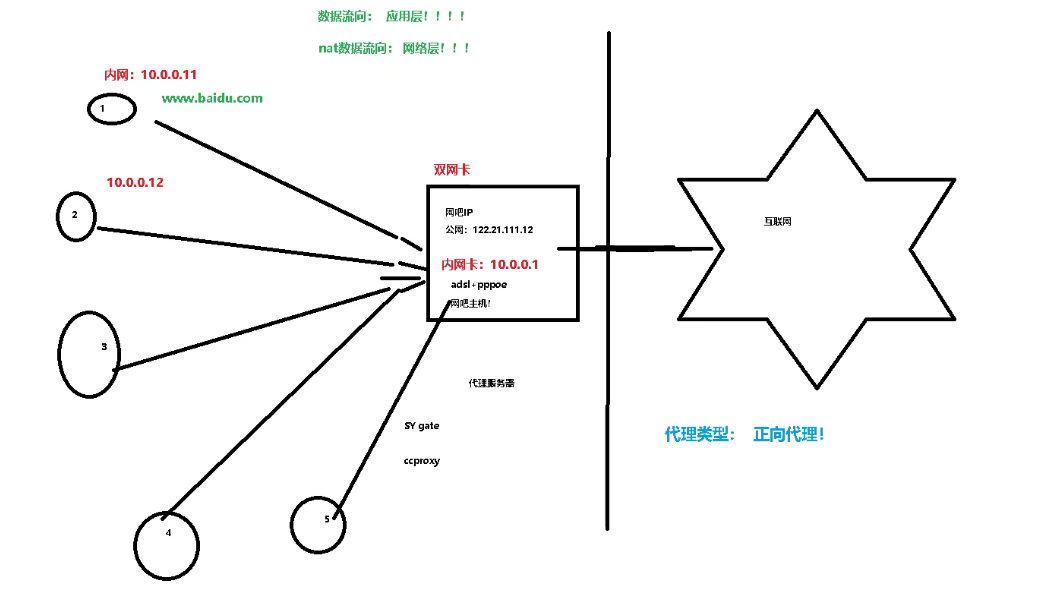 数据流向： 应用层！！！！
nat数据流向： 网络层！！！
内网：10.0.0.11
www.baidu.com
1
10.0.0.12
2
3
4
5
双网卡
网吧IP
公网：122.21.111.12
内网卡：10.0.0.1
adsl+pppoe
网吧主机！
代理服务器
SY gate
ccproxy
互联网
代理类型： 正向代理！